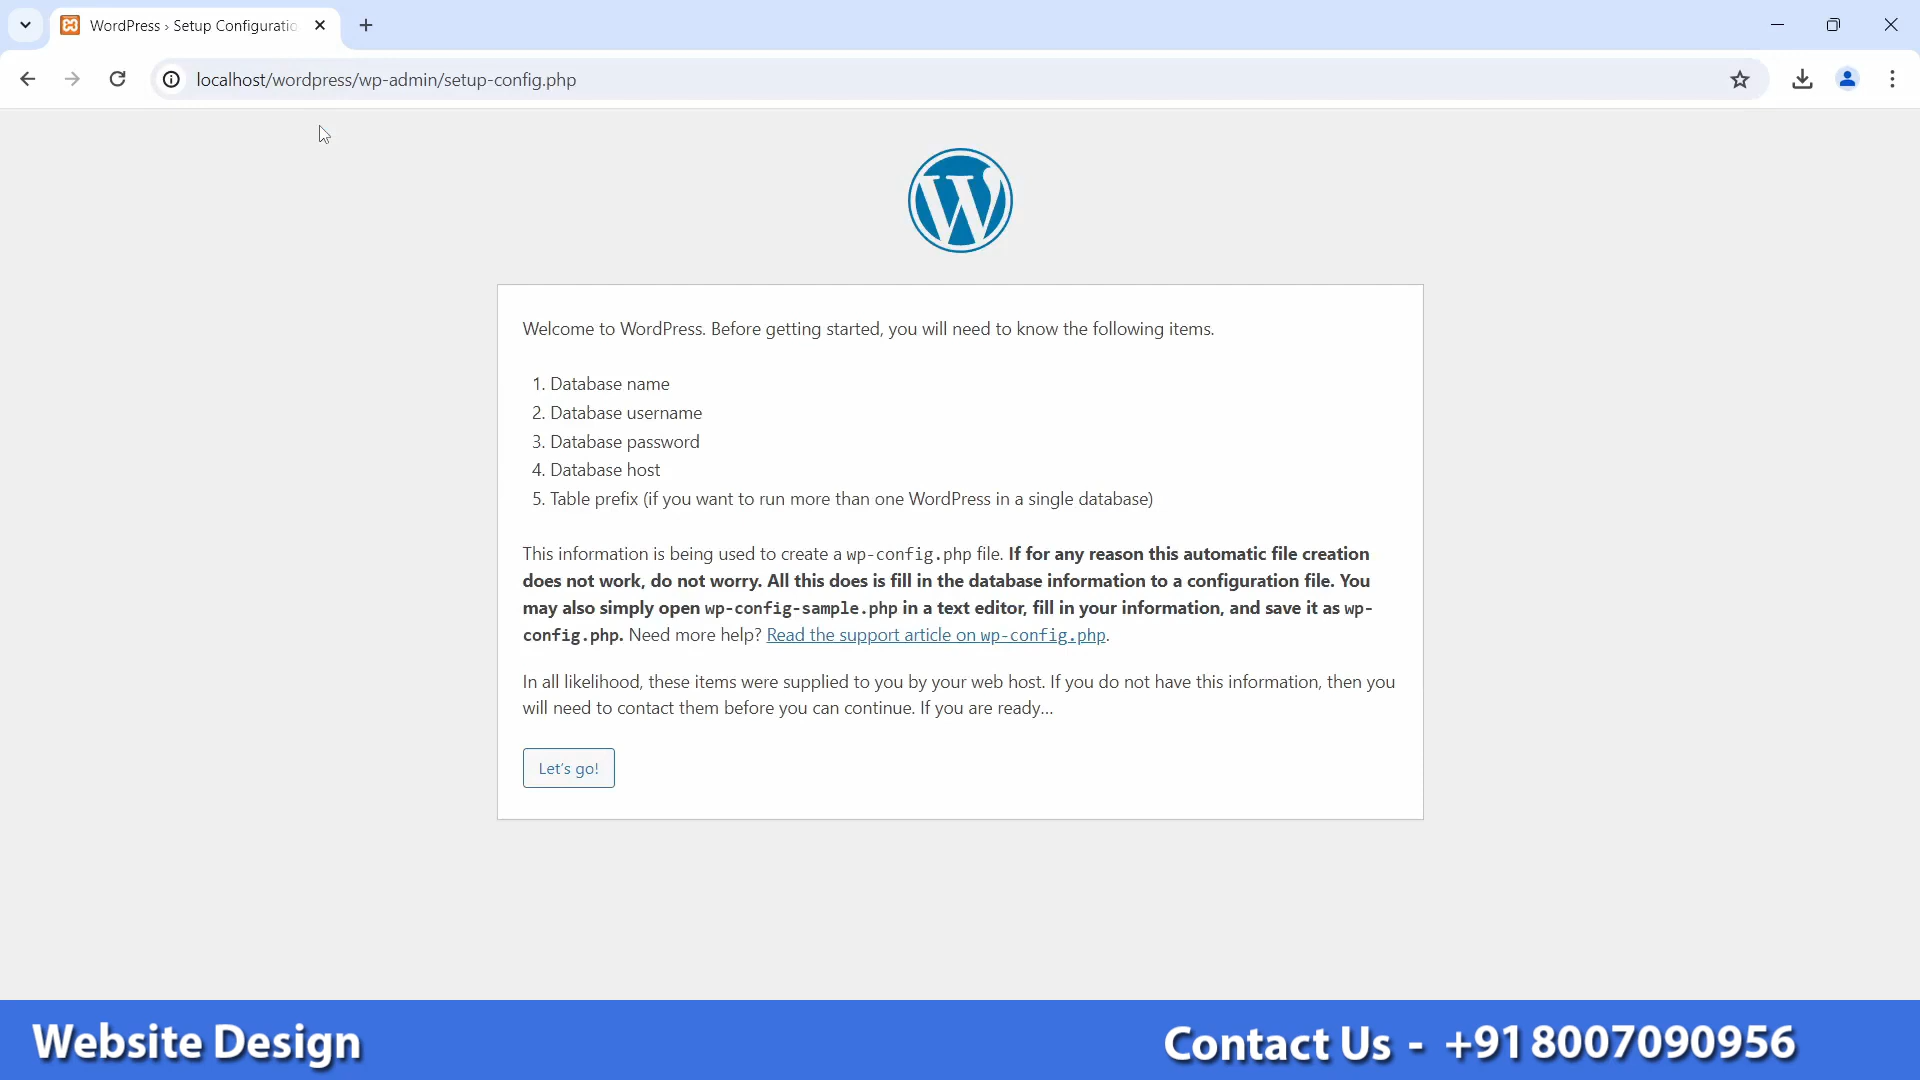 WordPress › Setup Configuratio
localhost/wordpress/wp-admin/setup-config.php
Welcome to WordPress. Before getting started, you will need to know the following items.
1. Database name
2. Database username
3. Database password
4. Database host
5. Table prefix (if you want to run more than one WordPress in a single database)
This information is being used to create a wp-config.php file. If for any reason this automatic file creation
does not work, do not worry. All this does is fill in the database information to a configuration file. You
may also simply open wp-config-sample.php in a text editor, fill in your information, and save it as wp-
config.php. Need more help? Read the support article on wp-config.php.
In all likelihood, these items were supplied to you by your web host. If you do not have this information, then you
will need to contact them before you can continue. If you are ready…
Let's go!
Website Design
Contact Us - +91 8007090956